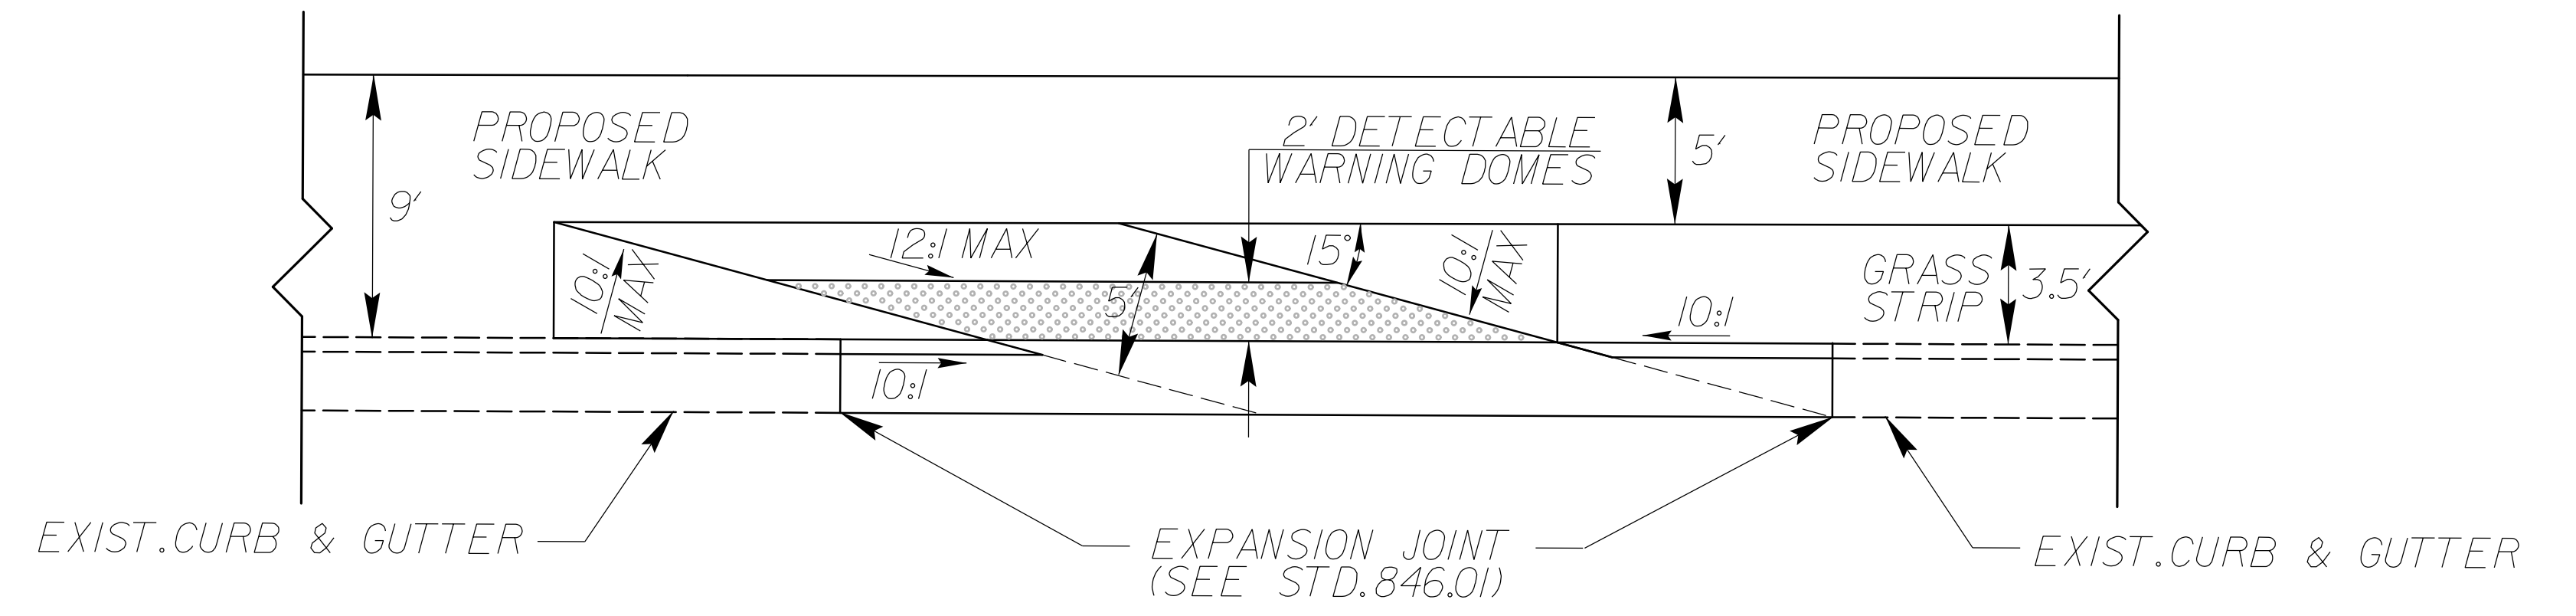 PROPOSED
SIDEWALK
9'
2' DETECTABLE
WARNING DOMES
5'
PROPOSED
SIDEWALK
12:1 MAX
15°
10:1
MAX
10:1
MAX
5'
GRASS
STRIP
3.5'
10:1
10:1
EXIST. CURB & GUTTER
EXPANSION JOINT
(SEE STD. 846.01)
EXIST. CURB & GUTTER